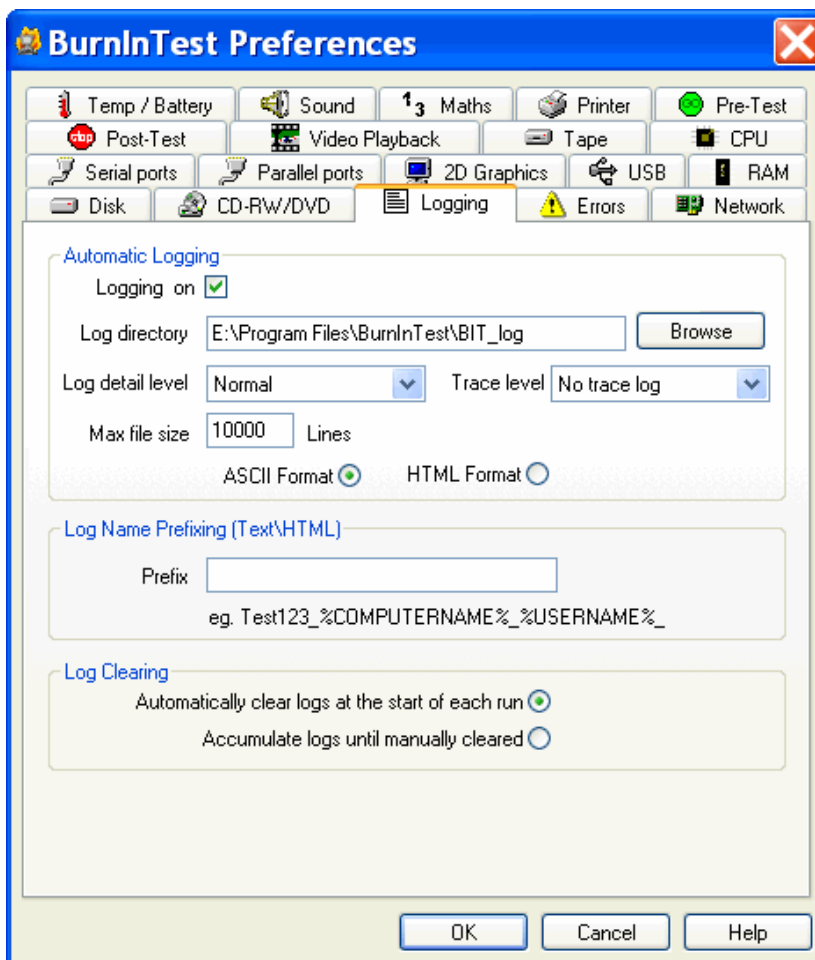 BurnInTest Preferences
Temp / Battery Sound Maths Printer Pre-Test
Post-Test Video Playback Tape CPU
Serial ports Parallel ports 2D Graphics USB RAM
Disk CD-RW/DVD Logging Errors Network
Automatic Logging
Logging on
Log directory E:\Program Files\BurnInTest\BIT_log Browse
Log detail level Normal Trace level No trace log
Max file size 10000 Lines
ASCII Format HTML Format
Log Name Prefixing (Text\HTML)
Prefix
eg. Test123_%COMPUTERNAME%_%USERNAME%_
Log Clearing
Automatically clear logs at the start of each run
Accumulate logs until manually cleared
OK Cancel Help